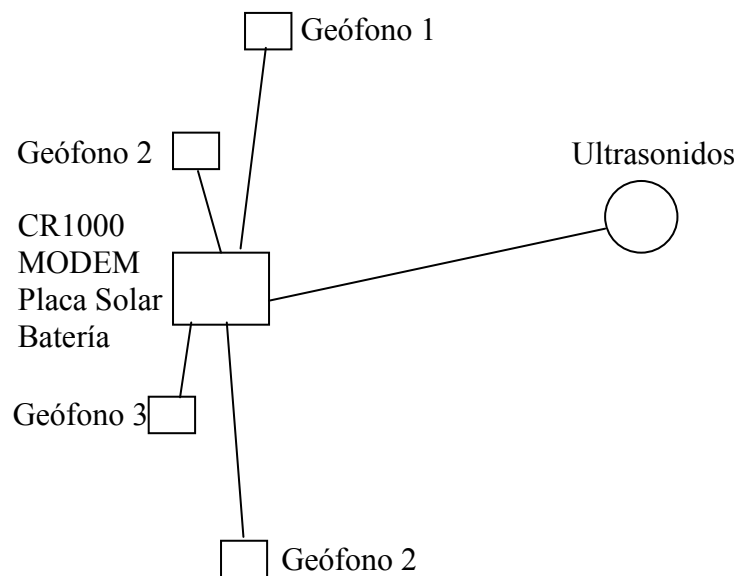 Geófono 1
Geófono 2
Ultrasonidos
CR1000
MODEM
Placa Solar
Batería
Geófono 3
Geófono 2